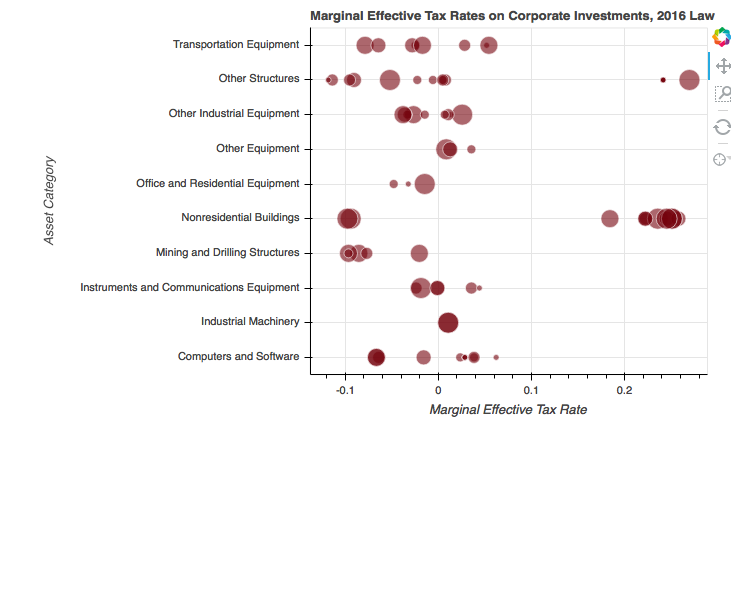 Marginal Effective Tax Rates on Corporate Investments, 2016 Law
Transportation Equipment
Other Structures
Other Industrial Equipment
Other Equipment
Office and Residential Equipment
Nonresidential Buildings
Mining and Drilling Structures
Instruments and Communications Equipment
Industrial Machinery
Computers and Software
Asset Category
-0.1 0 0.1 0.2
Marginal Effective Tax Rate